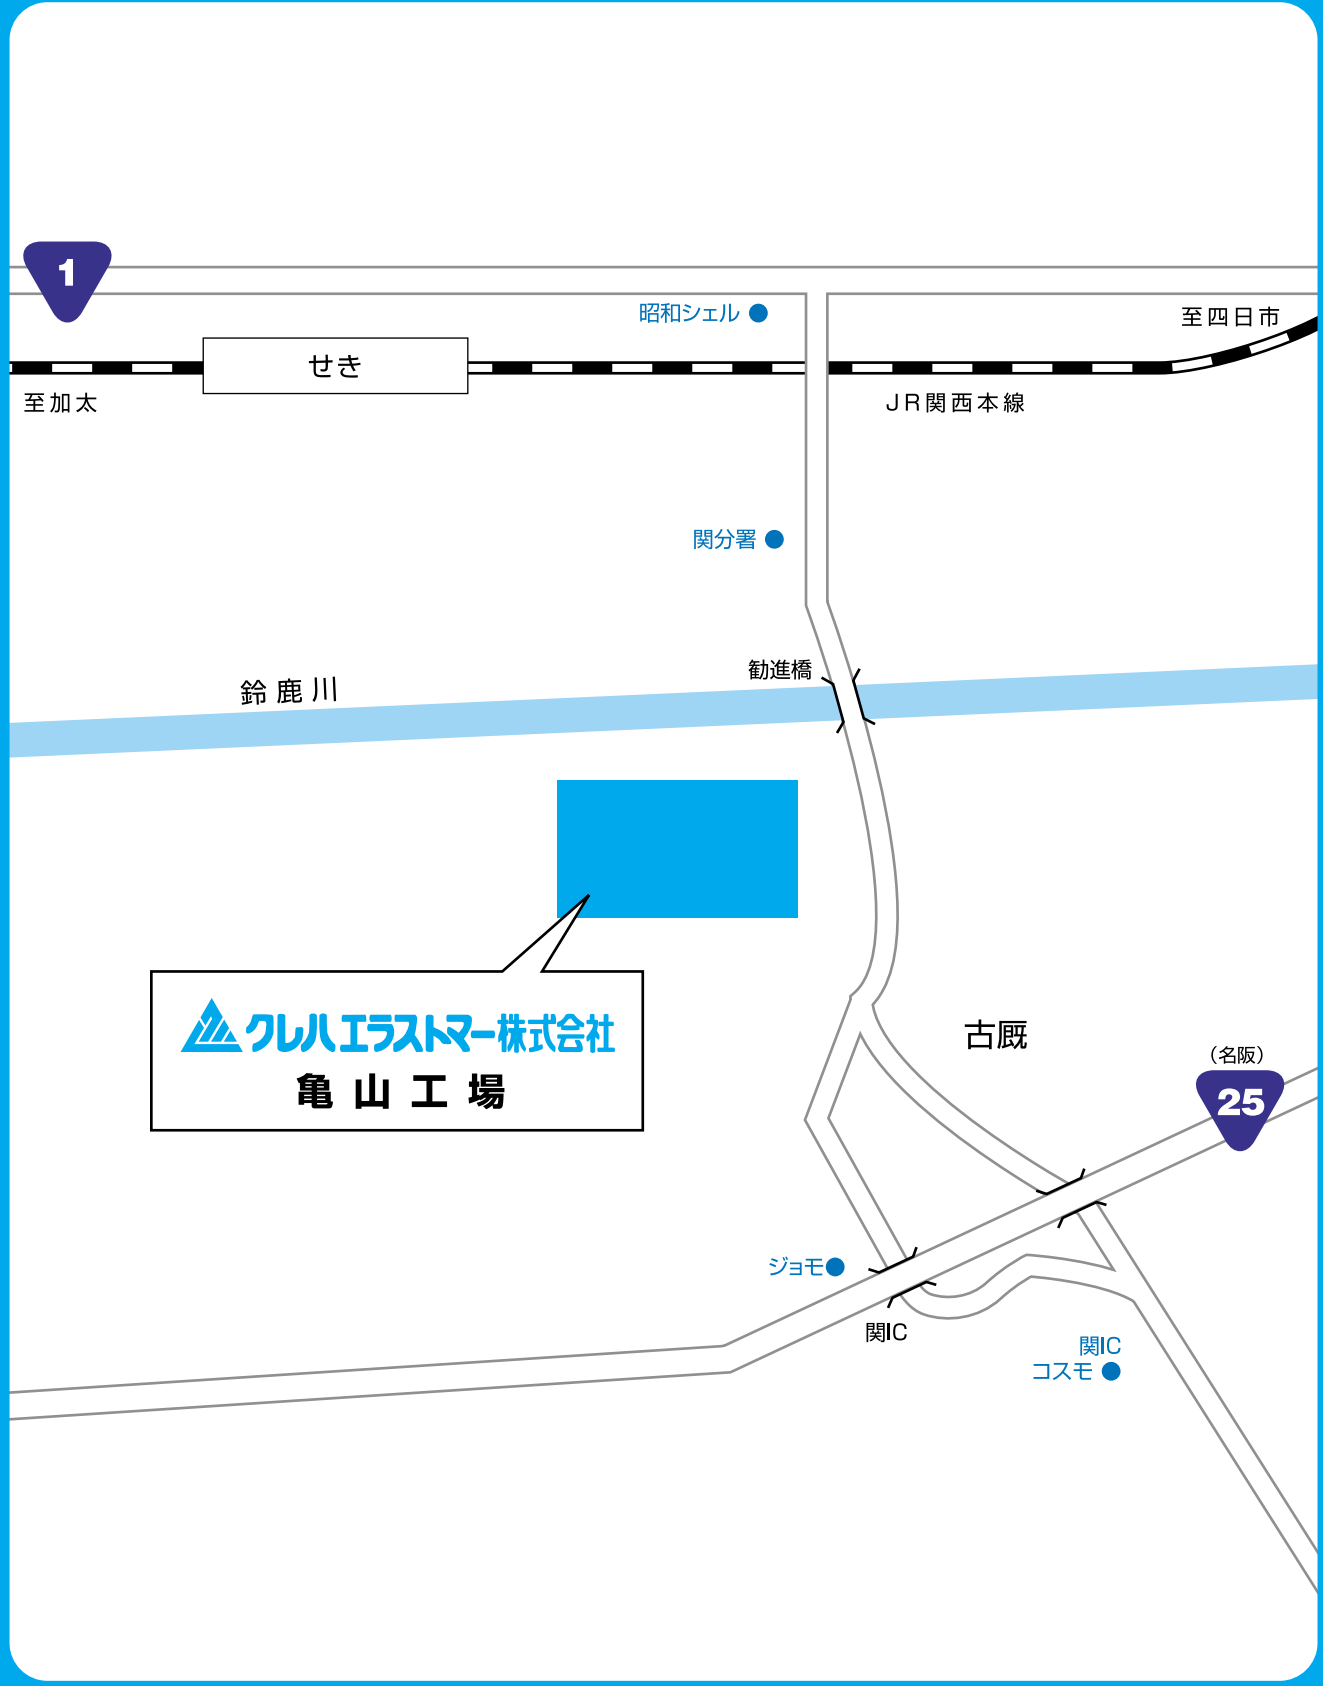 1
昭和シェル
至四日市
せき
至加太
JR関西本線
関分署
勧進橋
鈴鹿川
クレハエラストマー株式会社
亀山工場
古厩
（名阪）
25
ジョモ
関IC
関IC
コスモ